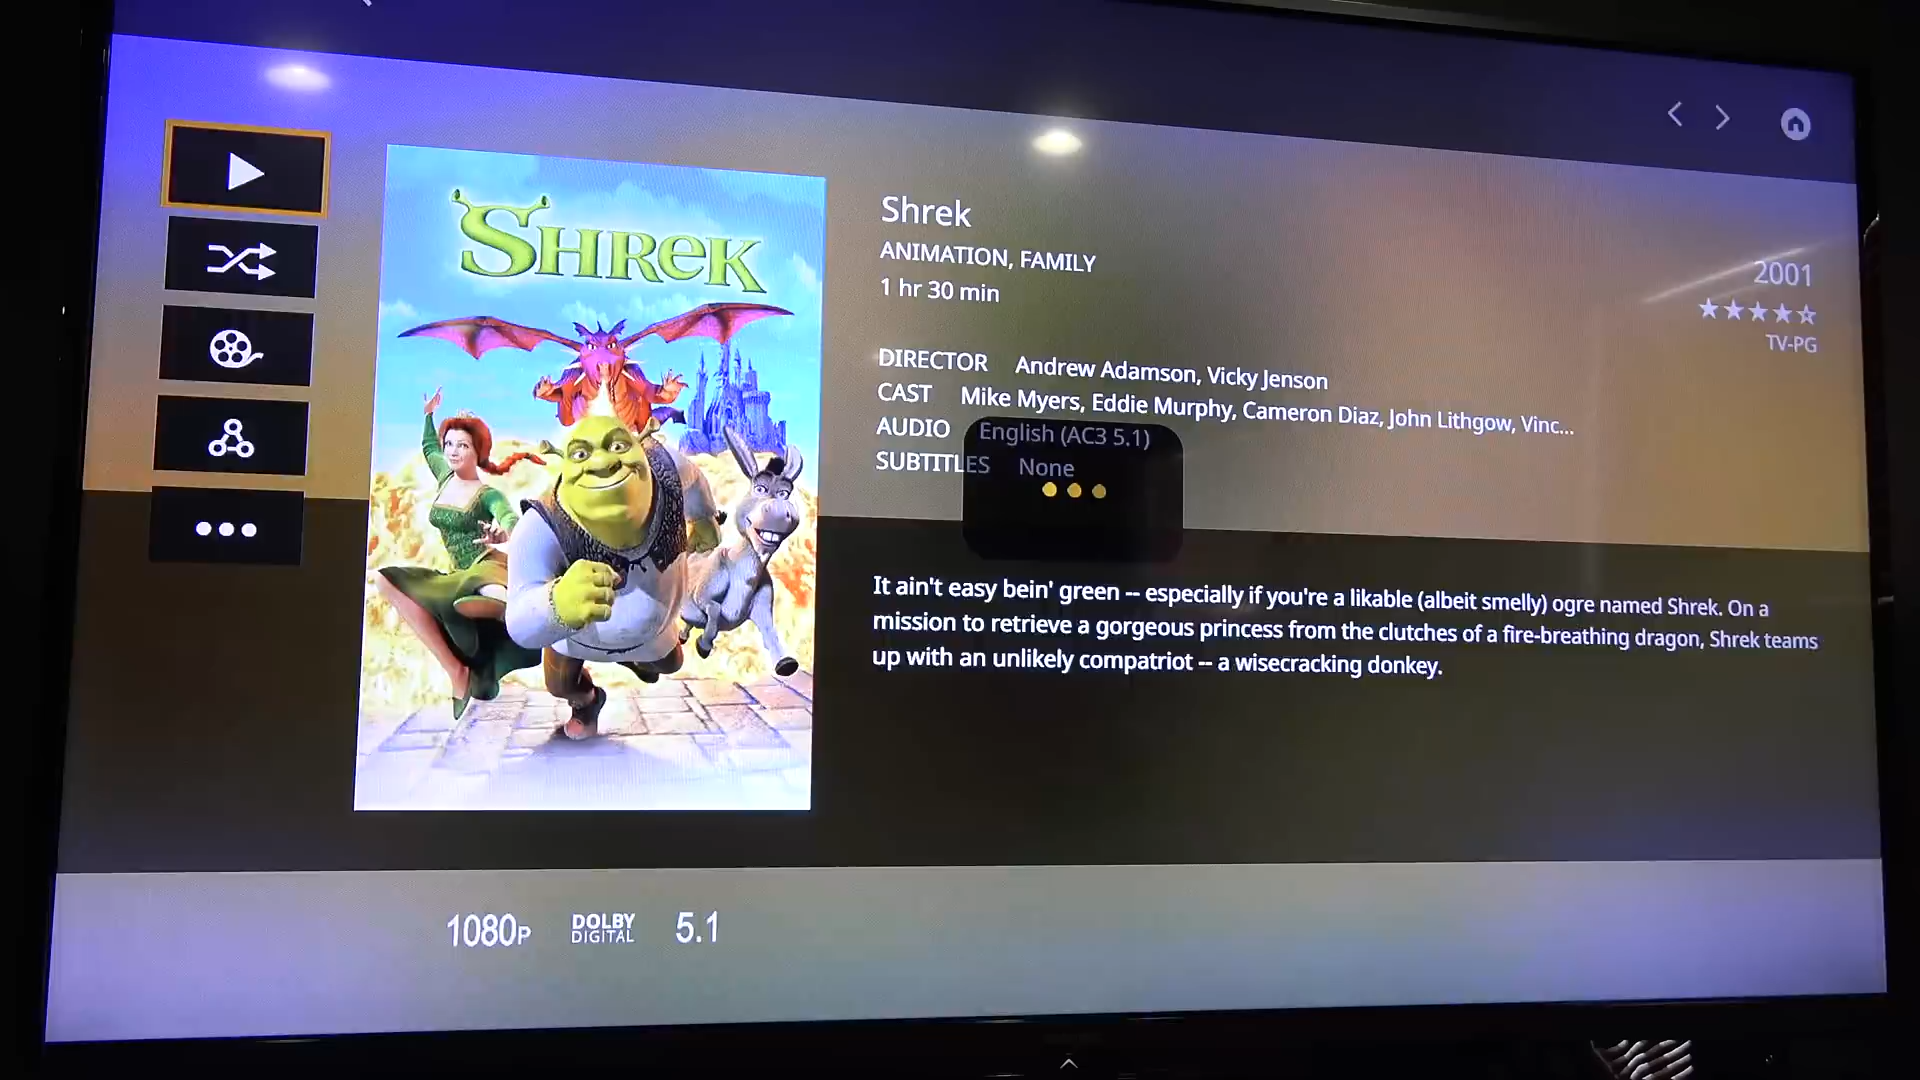 SHREK
Shrek
ANIMATION, FAMILY
1 hr 30 min
2001
TV-PG
DIRECTOR Andrew Adamson, Vicky Jenson
CAST Mike Myers, Eddie Murphy, Cameron Diaz, John Lithgow, Vinc...
AUDIO English (AC3 5.1)
SUBTITLES None
It ain't easy bein' green -- especially if you're a likable (albeit smelly) ogre named Shrek. On a
mission to retrieve a gorgeous princess from the clutches of a fire-breathing dragon, Shrek teams
up with an unlikely compatriot -- a wisecracking donkey.
1080P DOLBY DIGITAL 5.1